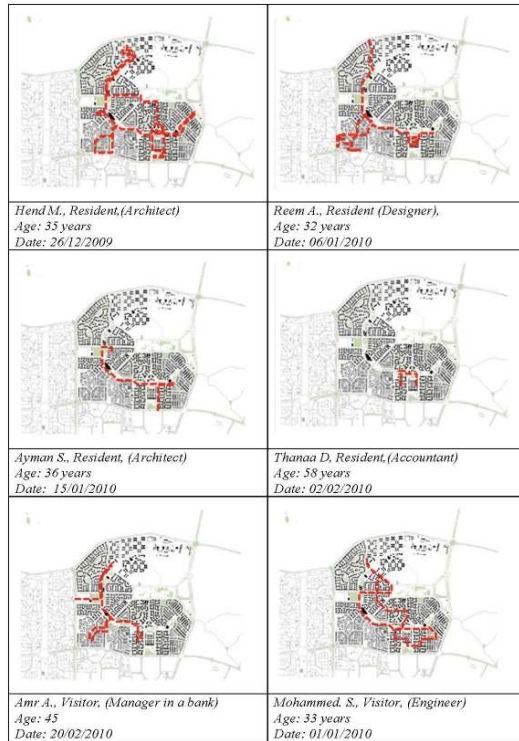 Hend M., Resident,(Architect)
Age: 35 years
Date: 26/12/2009
Reem A., Resident (Designer),
Age: 32 years
Date: 06/01/2010
Ayman S., Resident, (Architect)
Age: 36 years
Date: 15/01/2010
Thanaa D, Resident,(Accountant)
Age: 58 years
Date: 02/02/2010
Amr A., Visitor, (Manager in a bank)
Age: 45
Date: 20/02/2010
Mohammed. S., Visitor, (Engineer)
Age: 33 years
Date: 01/01/2010